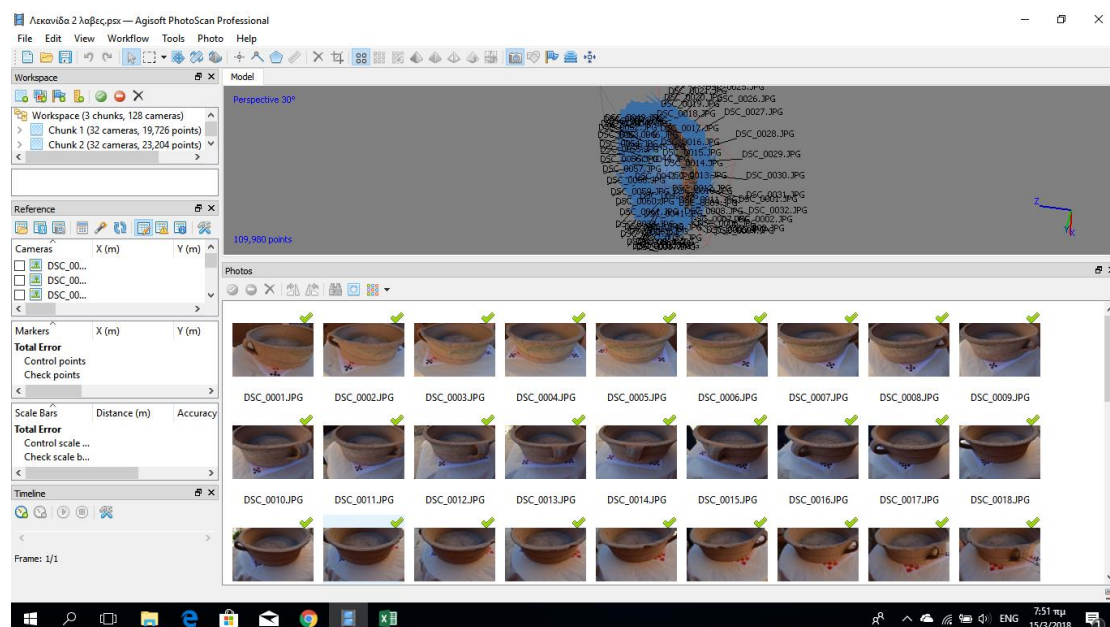 Λεκανίδα 2 λαβες.psx — Agisoft PhotoScan Professional
File Edit View Workflow Tools Photo Help
Workspace
Model
Workspace (3 chunks, 128 cameras)
Chunk 1 (32 cameras, 19,726 points)
Chunk 2 (32 cameras, 23,204 points)
Perspective 30°
DSC_0026.JPG
DSC_0027.JPG
DSC_0028.JPG
DSC_0029.JPG
DSC_0030.JPG
109,980 points
Z
Reference
Cameras X (m) Y (m)
DSC_00...
DSC_00...
DSC_00...
Markers X (m) Y (m)
Total Error
Control points
Check points
Scale Bars Distance (m) Accuracy
Total Error
Control scale ...
Check scale b...
Timeline
Frame: 1/1
Photos
DSC_0001.JPG DSC_0002.JPG DSC_0003.JPG DSC_0004.JPG DSC_0005.JPG DSC_0006.JPG DSC_0007.JPG DSC_0008.JPG DSC_0009.JPG
DSC_0010.JPG DSC_0011.JPG DSC_0012.JPG DSC_0013.JPG DSC_0014.JPG DSC_0015.JPG DSC_0016.JPG DSC_0017.JPG DSC_0018.JPG
ENG
7:51 πμ
15/3/2018